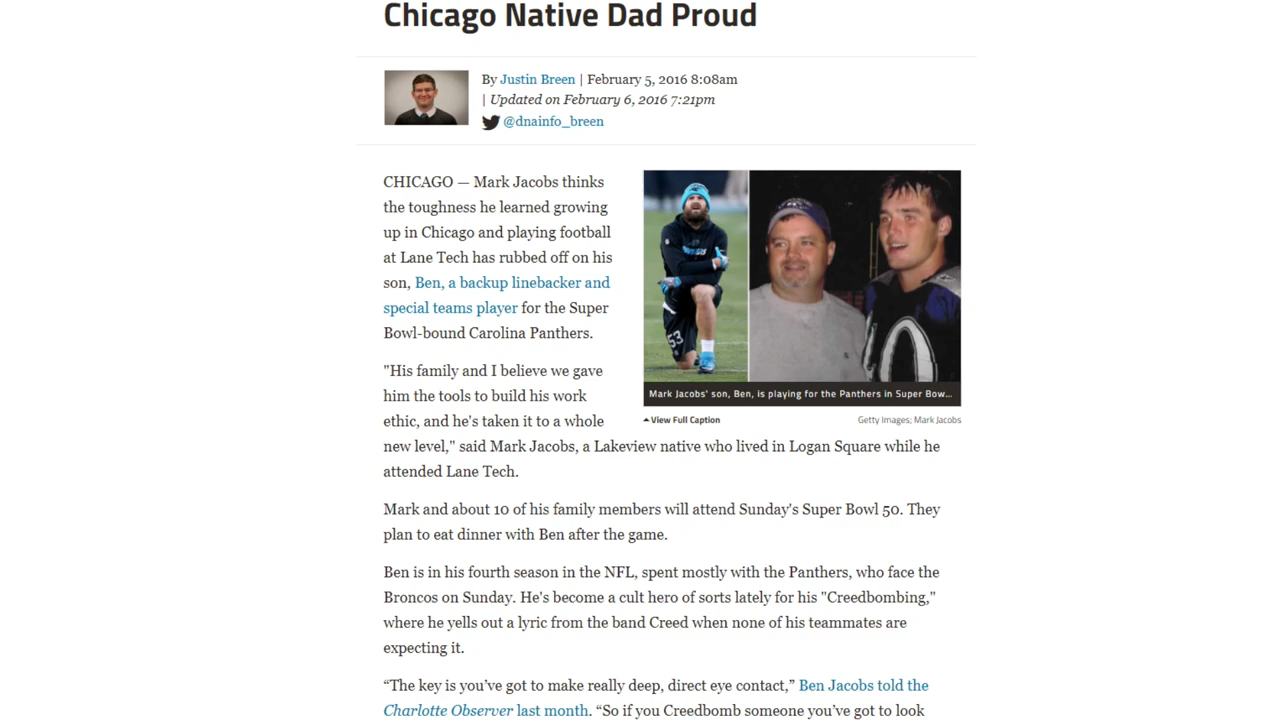 Chicago Native Dad Proud
By Justin Breen | February 5, 2016 8:08am
| Updated on February 6, 2016 7:21pm
@dnainfo_breen
CHICAGO — Mark Jacobs thinks
the toughness he learned growing
up in Chicago and playing football
at Lane Tech has rubbed off on his
son, Ben, a backup linebacker and
special teams player for the Super
Bowl-bound Carolina Panthers.
53
Mark Jacobs' son, Ben, is playing for the Panthers in Super Bow...
View Full Caption
Getty Images; Mark Jacobs
"His family and I believe we gave
him the tools to build his work
ethic, and he's taken it to a whole
new level," said Mark Jacobs, a Lakeview native who lived in Logan Square while he
attended Lane Tech.
Mark and about 10 of his family members will attend Sunday's Super Bowl 50. They
plan to eat dinner with Ben after the game.
Ben is in his fourth season in the NFL, spent mostly with the Panthers, who face the
Broncos on Sunday. He's become a cult hero of sorts lately for his "Creedbombing,"
where he yells out a lyric from the band Creed when none of his teammates are
expecting it.
“The key is you’ve got to make really deep, direct eye contact,” Ben Jacobs told the
Charlotte Observer last month. “So if you Creedbomb someone you’ve got to look